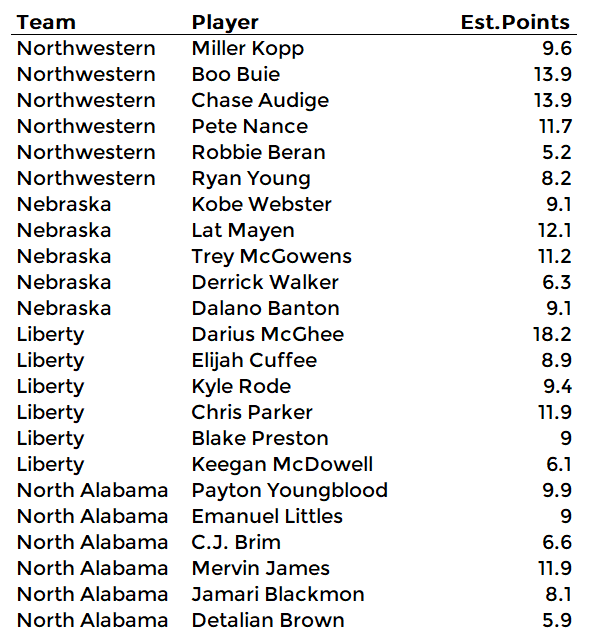 Team Player Est.Points
Northwestern Miller Kopp 9.6
Northwestern Boo Buie 13.9
Northwestern Chase Audige 13.9
Northwestern Pete Nance 11.7
Northwestern Robbie Beran 5.2
Northwestern Ryan Young 8.2
Nebraska Kobe Webster 9.1
Nebraska Lat Mayen 12.1
Nebraska Trey McGowens 11.2
Nebraska Derrick Walker 6.3
Nebraska Dalano Banton 9.1
Liberty Darius McGhee 18.2
Liberty Elijah Cuffee 8.9
Liberty Kyle Rode 9.4
Liberty Chris Parker 11.9
Liberty Blake Preston 9
Liberty Keegan McDowell 6.1
North Alabama Payton Youngblood 9.9
North Alabama Emanuel Littles 9
North Alabama C.J. Brim 6.6
North Alabama Mervin James 11.9
North Alabama Jamari Blackmon 8.1
North Alabama Detalian Brown 5.9